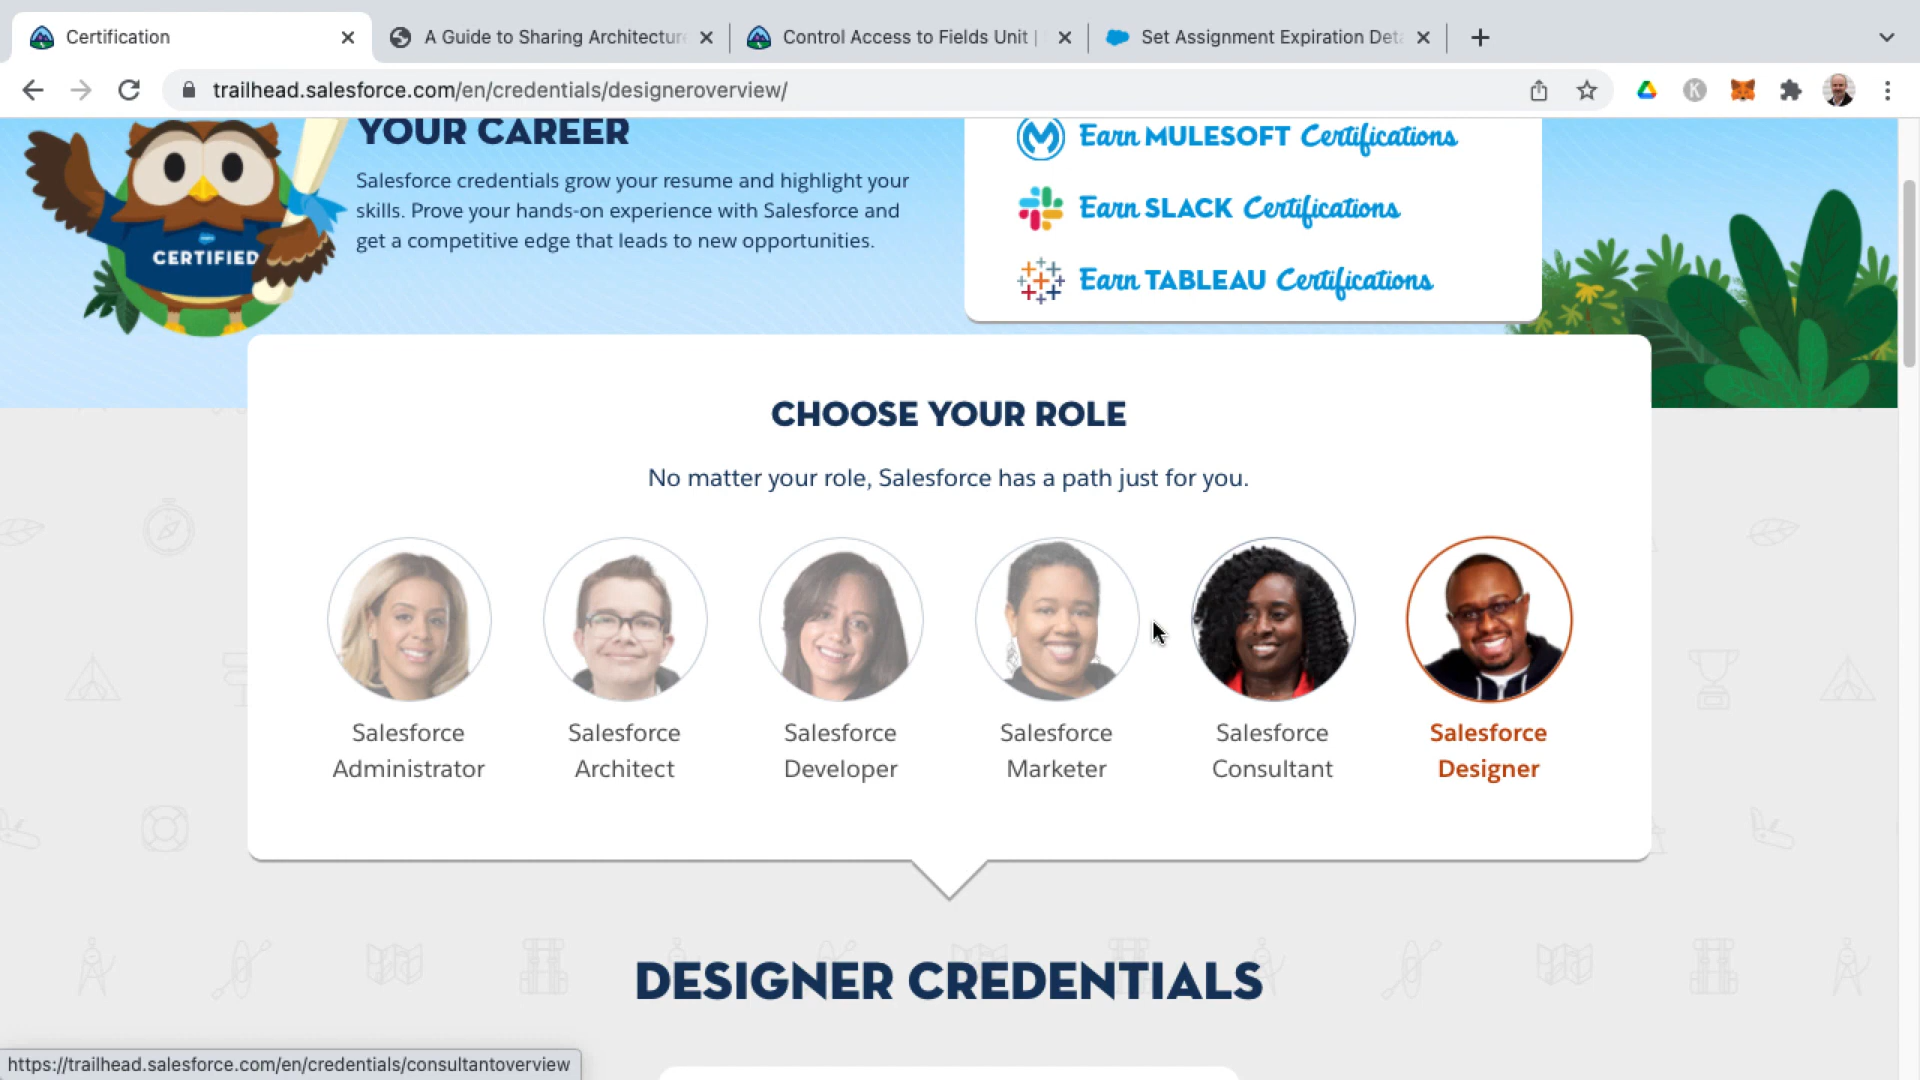 Certification
A Guide to Sharing Architecture
Control Access to Fields Unit |
Set Assignment Expiration Deta
trailhead.salesforce.com/en/credentials/designeroverview/
K
YOUR CAREER
Salesforce credentials grow your resume and highlight your
skills. Prove your hands-on experience with Salesforce and
get a competitive edge that leads to new opportunities.
CERTIFIED
Earn MULESOFT Certifications
Earn SLACK Certifications
Earn TABLEAU Certifications
CHOOSE YOUR ROLE
No matter your role, Salesforce has a path just for you.
Salesforce
Administrator
Salesforce
Architect
Salesforce
Developer
Salesforce
Marketer
Salesforce
Consultant
Salesforce
Designer
DESIGNER CREDENTIALS
https://trailhead.salesforce.com/en/credentials/consultantoverview